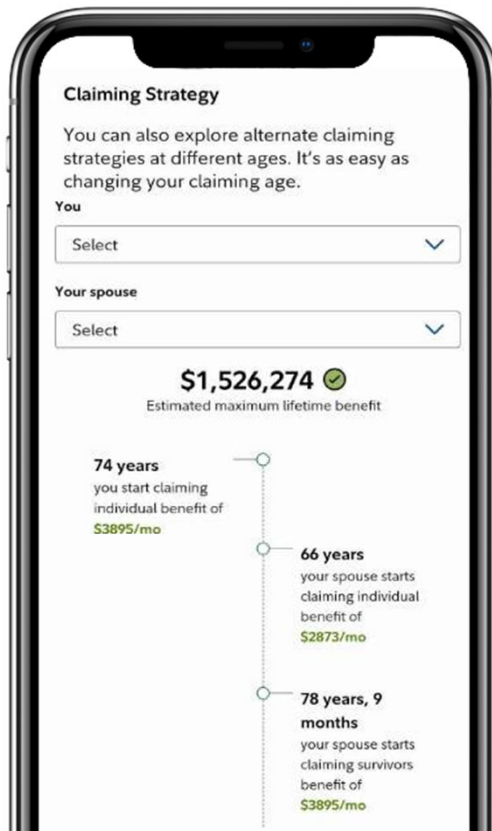 Claiming Strategy
You can also explore alternate claiming
strategies at different ages. It's as easy as
changing your claiming age.
You
Select
Your spouse
Select
$1,526,274
Estimated maximum lifetime benefit
74 years
you start claiming
individual benefit of
$3895/mo
66 years
your spouse starts
claiming individual
benefit of
$2873/mo
78 years, 9
months
your spouse starts
claiming survivors
benefit of
$3895/mo